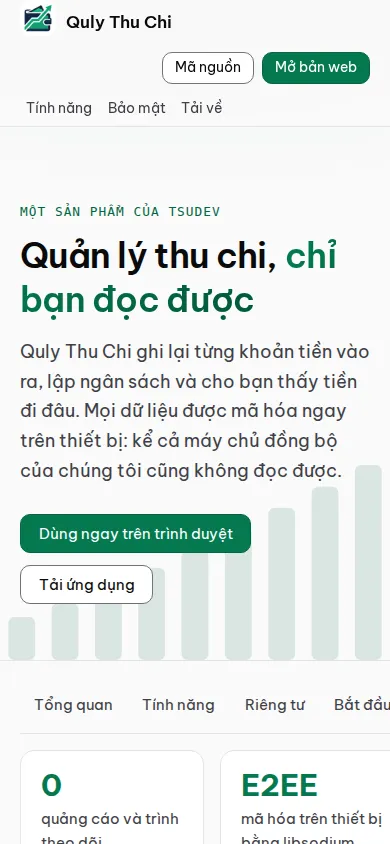 Quly Thu Chi
Mã nguồn
Mở bản web
Tính năng
Bảo mật
Tải về
MỘT SẢN PHẨM CỦA TSUDEV
Quản lý thu chi, chỉ
bạn đọc được
Quly Thu Chi ghi lại từng khoản tiền vào
ra, lập ngân sách và cho bạn thấy tiền
đi đâu. Mọi dữ liệu được mã hóa ngay
trên thiết bị: kể cả máy chủ đồng bộ
của chúng tôi cũng không đọc được.
Dùng ngay trên trình duyệt
Tải ứng dụng
Tổng quan
Tính năng
Riêng tư
Bắt đầu
0
quảng cáo và trình
theo dõi
E2EE
mã hóa trên thiết bị
bằng libsodium